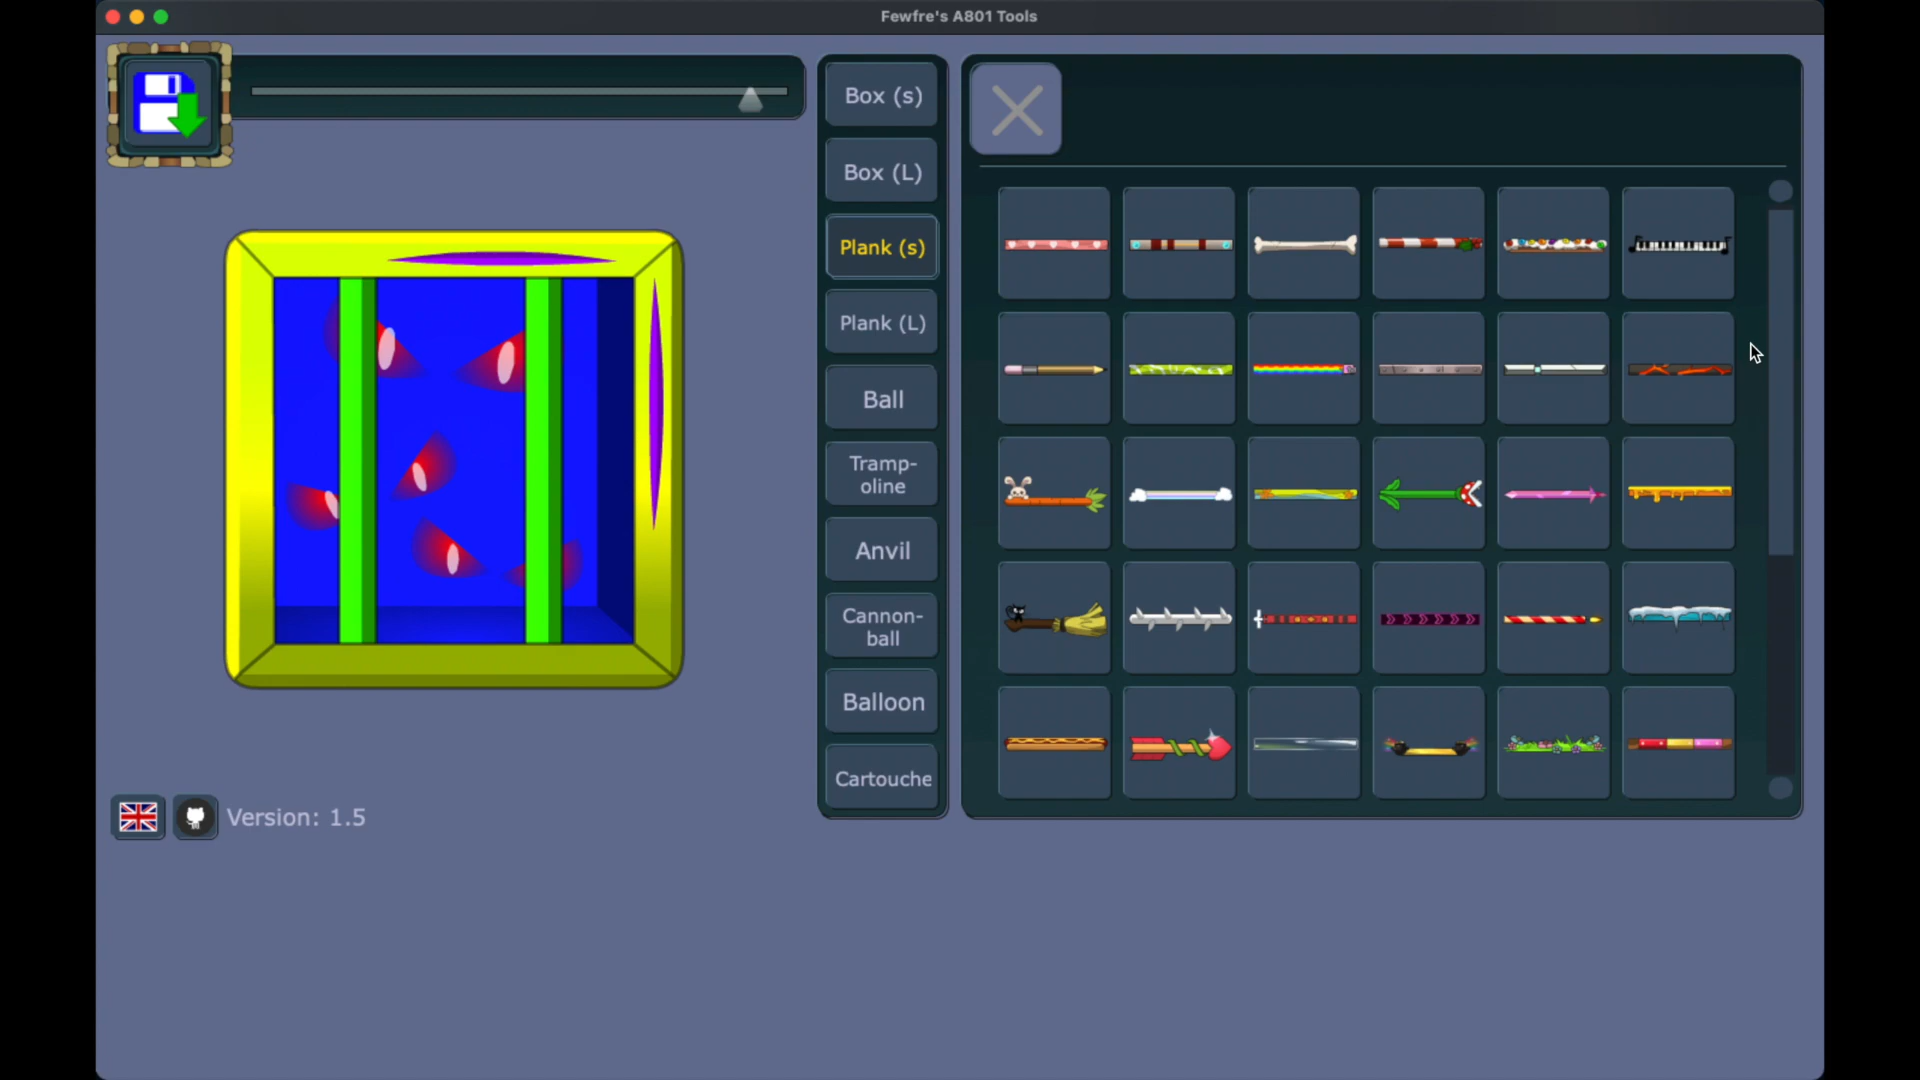 Fewfre's A801 Tools
Box (s)
Box (L)
Plank (s)
Plank (L)
Ball
Tramp-
oline
Anvil
Cannon-
ball
Balloon
Cartouche
Version: 1.5